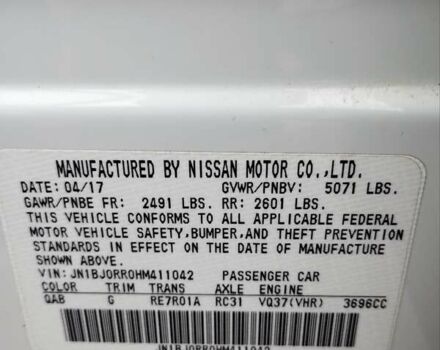 MANUFACTURED BY NISSAN MOTOR CO.,LTD.
DATE: 04/17 GVWR/PNBV: 5071 LBS.
GAWR/PNBE FR: 2491 LBS. RR: 2601 LBS.
THIS VEHICLE CONFORMS TO ALL APPLICABLE FEDERAL
MOTOR VEHICLE SAFETY, BUMPER, AND THEFT PREVENTION
STANDARDS IN EFFECT ON THE DATE OF MANUFACTURE
SHOWN ABOVE.
VIN: JN1BJ0RR0HM411042 PASSENGER CAR
COLOR TRIM TRANS AXLE ENGINE
QAB G RE7R01A RC31 VQ37(VHR) 3696CC
JN1BJ0RR0HM411042